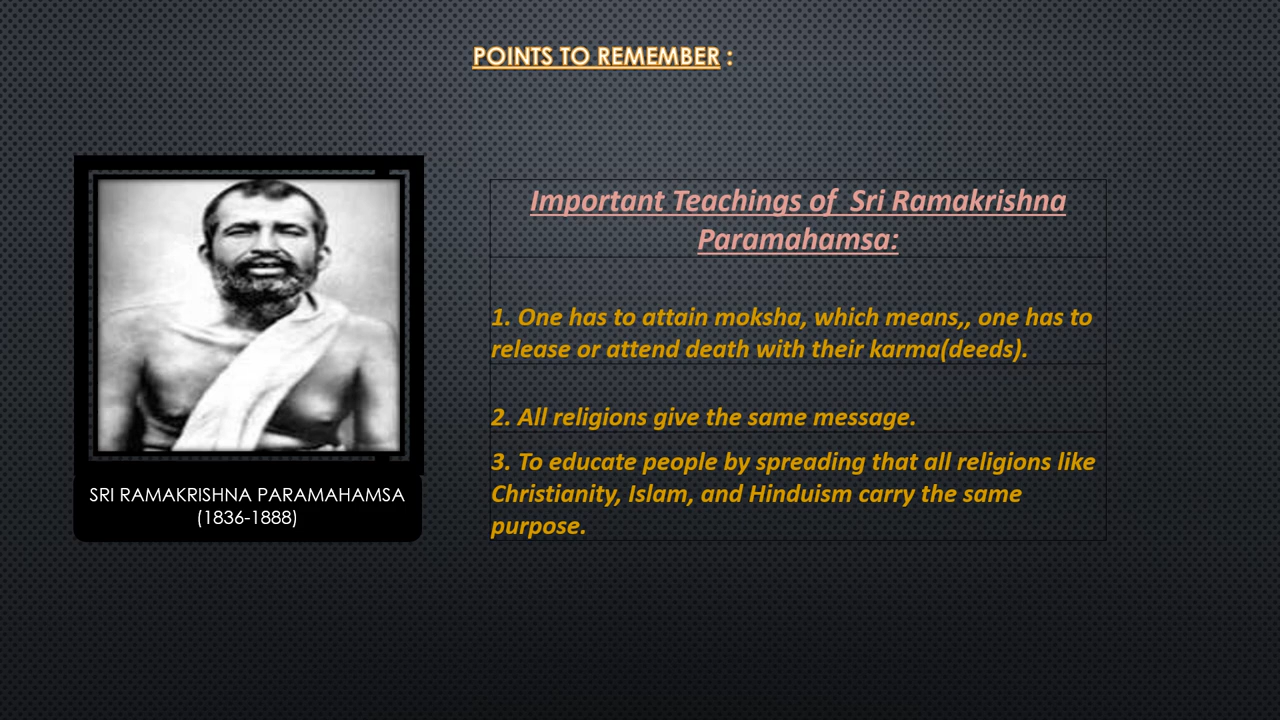 POINTS TO REMEMBER :
Important Teachings of Sri Ramakrishna
Paramahamsa:
1. One has to attain moksha, which means,, one has to
release or attend death with their karma(deeds).
2. All religions give the same message.
3. To educate people by spreading that all religions like
Christianity, Islam, and Hinduism carry the same
purpose.
SRI RAMAKRISHNA PARAMAHAMSA
(1836-1888)